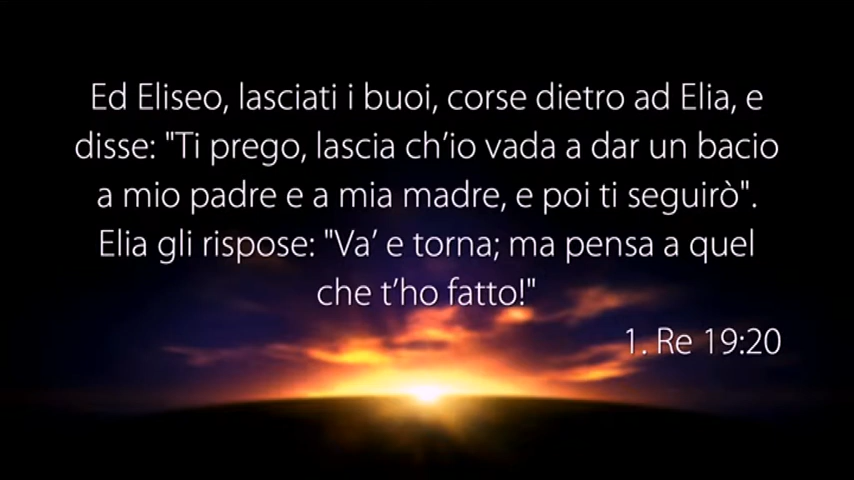 Ed Eliseo, lasciati i buoi, corse dietro ad Elia, e
disse: "Ti prego, lascia ch’io vada a dar un bacio
a mio padre e a mia madre, e poi ti seguirò".
Elia gli rispose: "Va’ e torna; ma pensa a quel
che t’ho fatto!"
1. Re 19:20